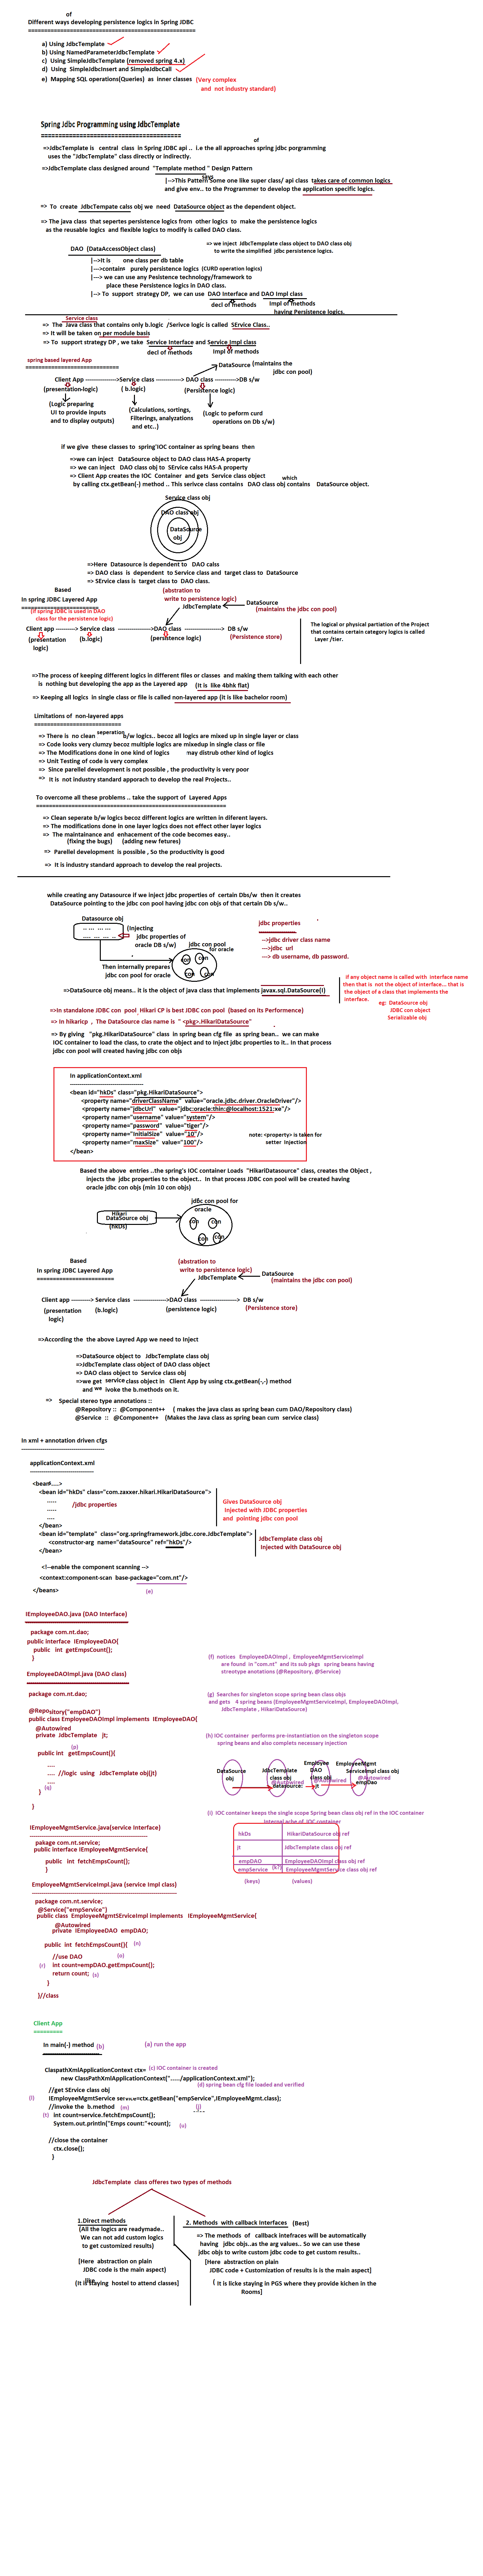 of
Different ways developing persistence logics in Spring JDBC
====================================================
a) Using JdbcTemplate
b) Using NamedParameterJdbcTemplate
c) Using SimpleJdbcTemplate (removed spring 4.x)
d) Using SimpleJdbcInsert and SimpleJdbcCall
e) Mapping SQL operations(Queries) as inner classes (Very complex
and not industry standard)
Spring Jdbc Programming using JdbcTemplate
========================================
of
=>JdbcTemplate is central class in Spring JDBC api .. i.e the all approaches spring jdbc porgramming
uses the "JdbcTemplate" class directly or indirectly.
=>JdbcTemplate class designed around "Template method " Design Pattern
says
|-->This Pattern Some one like super class/ api class takes care of common logics
and give env.. to the Programmer to develop the application specific logics.
=> To create JdbcTempate calss obj we need DataSource object as the dependent object.
=> The java class that sepertes persistence logics from other logics to make the persistence logics
as the reusable logics and flexible logics to modify is called DAO class.
DAO (DataAccessObject class)
=> we inject JdbcTemplate class object to DAO class obj
to write the simplified jdbc persistence logics.
|-->It is one class per db table
|--->contains purely persistence logics (CURD operation logics)
|---> we can use any Pesistence technology/framework to
place these Persistence logics in DAO class.
|--> To support strategy DP, we can use DAO Interface and DAO Impl class
decl of methods
Impl of methods
having Persistence logics.
Service class
=> The Java class that contains only b.logic /Service logic is called SErvice Class..
=> It will be taken on per module basis
=> To support strategy DP , we take Service Interface and Service Impl class
decl of methods
Impl of methods
spring based layered App
==============================
DataSource (maintains the
jdbc con pool)
Client App --------------->Service class ------------> DAO class ---------->DB s/w
(presentation-logic)
( b.logic)
(Persistence logic)
(Logic preparing
UI to provide inputs
and to display outputs)
(Calculations, sortings,
Filterings, analyzations
and etc..)
(Logic to peform curd
operations on Db s/w)
if we give these classes to spring'IOC container as spring beans then
=>we can inject DataSource object to DAO class HAS-A property
=> we can inject DAO class obj to SErvice calss HAS-A property
=> Client App creates the IOC Container and gets Service class object
which
by calling ctx.getBean(-) method .. This serivce class contains DAO class obj contains DataSource object.
Service class obj
DAO class obj
DataSource
obj
=>Here Datasource is dependent to DAO calss
=> DAO class is dependent to Service class and target class to DataSource
=> SErvice class is target class to DAO class.
Based
In spring JDBC Layered App
=========================
(if spring JDBC is used in DAO
class for the persistence logic)
(abstration to
write to persistence logic)
JdbcTemplate
DataSource
(maintains the jdbc con pool)
Client app ----------> Service class ------------------->DAO class --------------------> DB s/w
(presentation
logic)
(b.logic)
(persistence logic)
(Persistence store)
The logical or physical partiation of the Project
that contains certain category logics is called
Layer /tier.
=>The process of keeping different logics in different files or classes and making them talking with each other
is nothing but developing the app as the Layered app (It is like 4bhk flat)
=> Keeping all logics in single class or file is called non-layered app (it is like bachelor room)
Limitations of non-layered apps
============================
=> There is no clean seperation b/w logics.. becoz all logics are mixed up in single layer or class
=> Code looks very clumzy becoz multiple logics are mixedup in single class or file
=> The Modifications done in one kind of logics may distrub other kind of logics
=> Unit Testing of code is very complex
=> Since parellel development is not possible , the productivity is very poor
=> It is not industry standard apporach to develop the real Projects..
To overcome all these problems .. take the support of Layered Apps
============================================================
=> Clean seperate b/w logics becoz different logics are written in diferent layers.
=> The modifications done in one layer logics does not effect other layer logics
=> The maintainance and enhacement of the code becomes easy..
(fixing the bugs) (adding new fetures)
=> Parellel development is possible , So the productivity is good
=> It is industry standard approach to develop the real projects.
while creating any Datasource if we inject jdbc properties of certain Dbs/w then it creates
DataSource pointing to the jdbc con pool having jdbc con objs of that certain Db s/w..
Datasource obj
.. ... ... ...
.... ... ... ..
(Injecting
jdbc properties of
oracle DB s/w)
jdbc con pool
for oracle
con
con
con
con
Then internally prepares
jdbc con pool for oracle
jdbc properties
-->jdbc driver class name
-->jdbc url
--> db username, db password.
=>DataSource obj means.. It is the object of java class that implements javax.sql.DataSource(I)
if any object name is called with interface name
then that is not the object of interface... that is
the object of a class that implements the
interface.
eg: DataSource obj
JDBC con object
Serializable obj
=>In standalone JDBC con pool Hikari CP is best JDBC con pool (based on Its Performence)
=> In hikaricp , The DataSource clas name is " <pkg>.HikariDataSource"
=> By giving "pkg.HikariDataSource" class in spring bean cfg file as spring bean.. we can make
IOC container to load the class, to crate the object and to Inject jdbc properties to it.. In that process
jdbc con pool will created having jdbc con objs
In applicationContext.xml
-----------------------------------
<bean id="hkDs" class="pkg.HikariDataSource">
<property name="driverClassName" value="oracle.jdbc.driver.OracleDriver"/>
<property name="jdbcUrl" value="jdbc:oracle:thin:@localhost:1521:xe"/>
<property name="username" value="system"/>
<property name="password" value="tiger"/>
<property name="InitialSize" value="10"/>
<property name="maxSize" value="100"/>
</bean>
note: <property> is taken for
setter injection
Based the above entries ..the spring's IOC container Loads "HikariDatasource" class, creates the Object ,
injects the jdbc properties to the object.. In that process JDBC con pool will be having created having
oracle jdbc con objs (min 10 con objs)
Hikari
DataSource obj
(hkDs)
jdbc con pool for
oracle
con
con
con
con
Based
In spring JDBC Layered App
=========================
(abstration to
write to persistence logic)
JdbcTemplate
DataSource
(maintains the jdbc con pool)
Client app ---------> Service class ------------------->DAO class --------------------> DB s/w
(presentation
logic)
(b.logic)
(persistence logic)
(Persistence store)
=>According the the above Layred App we need to Inject
=>DataSource object to JdbcTemplate class obj
=>JdbcTemplate class object of DAO class object
=> DAO class object to Service class obj
=>we get service class object in Client App by using ctx.getBean(-,-) method
and we ivoke the b.methods on it.
=> Special stereo type annotations ::
@Repository :: @Component++ ( makes the java class as spring bean cum DAO/Repository class)
@Service :: @Component++ (Makes the Java class as spring bean cum service class)
In xml + annotation driven cfgs
----------------------------------------
applicationContext.xml
-------------------------------
<beans.....>
<bean id="hkDs" class="com.zaxxer.hikari.HikariDataSource">
.....
..... /jdbc properties
....
</bean>
Gives DataSource obj
Injected with JDBC properties
and pointing jdbc con pool
<bean id="template" class="org.springframework.jdbc.core.JdbcTemplate">
<constructor-arg name="dataSource" ref="hkDs"/>
</bean>
JdbcTemplate class obj
Injected with DataSource obj
<!--enable the component scanning -->
<context:component-scan base-package="com.nt"/>
(e)
</beans>
IEmployeeDAO.java (DAO Interface)
package com.nt.dao;
public interface IEmployeeDAO{
public int getEmpsCount();
}
EmployeeDAOImpl.java (DAO class)
package com.nt.dao;
@Repository("empDAO")
public class EmployeeDAOImpl implements IEmployeeDAO{
@Autowired
private JdbcTemplate jt;
(p)
public int getEmpsCount(){
....
.... //logic using JdbcTemplate obj(jt)
....
(q)
}
}
(f) notices EmployeeDAOImpl , EmployeeMgmtServiceImpl
are found in "com.nt" and its sub pkgs spring beans having
streotype anotations (@Repository, @Service)
(g) Searches for singleton scope spring bean class objs
and gets 4 spring beans (EmployeeMgmtServiceImpl, EmployeeDAOImpl,
JdbcTemplate , HikariDataSource)
(h) IOC container performs pre-instantiation on the singleton scope
spring beans and also complets necessary injection
DataSource
obj
JdbcTemplate
class obj
@Autowired
datasource:
Employee
DAO
class obj
@Autowired
jt
EmployeeMgmt
ServiceImpl class obj
@Autowired
empDao
(i) IOC container keeps the single scope Spring bean class obj ref in the IOC container
hkDs HikariDataSource obj ref
jt JdbcTemplate class obj ref
empDAO EmployeeDAOImpl class obj ref
empService (k?) EmployeeMgmtService class obj ref
(keys) (values)
IEmployeeMgmtService.java(service Interface)
---------------------------------------------------------
pakage com.nt.service;
public interface IEmployeeMgmtService{
public int fetchEmpsCount();
}
EmployeeMgmtServiceImpl.java (service Impl class)
----------------------------------------------------------------------
package com.nt.service;
@Service("empService")
public class EmployeeMgmtSErviceImpl implements IEmployeeMgmtService{
@Autowired
private IEmployeeDAO empDAO;
public int fetchEmpsCount(){ (n)
//use DAO (o)
(r) int count=empDAO.getEmpsCount();
return count; (s)
}
}//class
Client App
=========
In main(-) method (b)
(a) run the app
ClaspathXmlApplicationContext ctx= (c) IOC container is created
new ClassPathXmlApplicationContext("...../applicationContext.xml");
(d) spring bean cfg file loaded and verified
//get SErvice class obj
(l) IEmployeeMgmtService service=ctx.getBean("empService",IEmployeeMgmt.class);
//invoke the b.method (m) (j)
(t) int count=service.fetchEmpsCount();
System.out.println("Emps count:"+count); (u)
//close the container
ctx.close();
}
JdbcTemplate class offeres two types of methods
1.Direct methods
(All the logics are readymade..
We can not add custom logics
to get customized results)
[Here abstraction on plain
JDBC code is the main aspect)
like
(It is staying hostel to attend classes]
2. Methods with callback Interfaces (Best)
=> The methods of callback intefraces will be automatically
having jdbc objs..as the arg values.. So we can use these
jdbc objs to write custom jdbc code to get custom results..
[Here abstraction on plain
JDBC code + Customization of results is is the main aspect]
( It is licke staying in PGS where they provide kichen in the
Rooms]